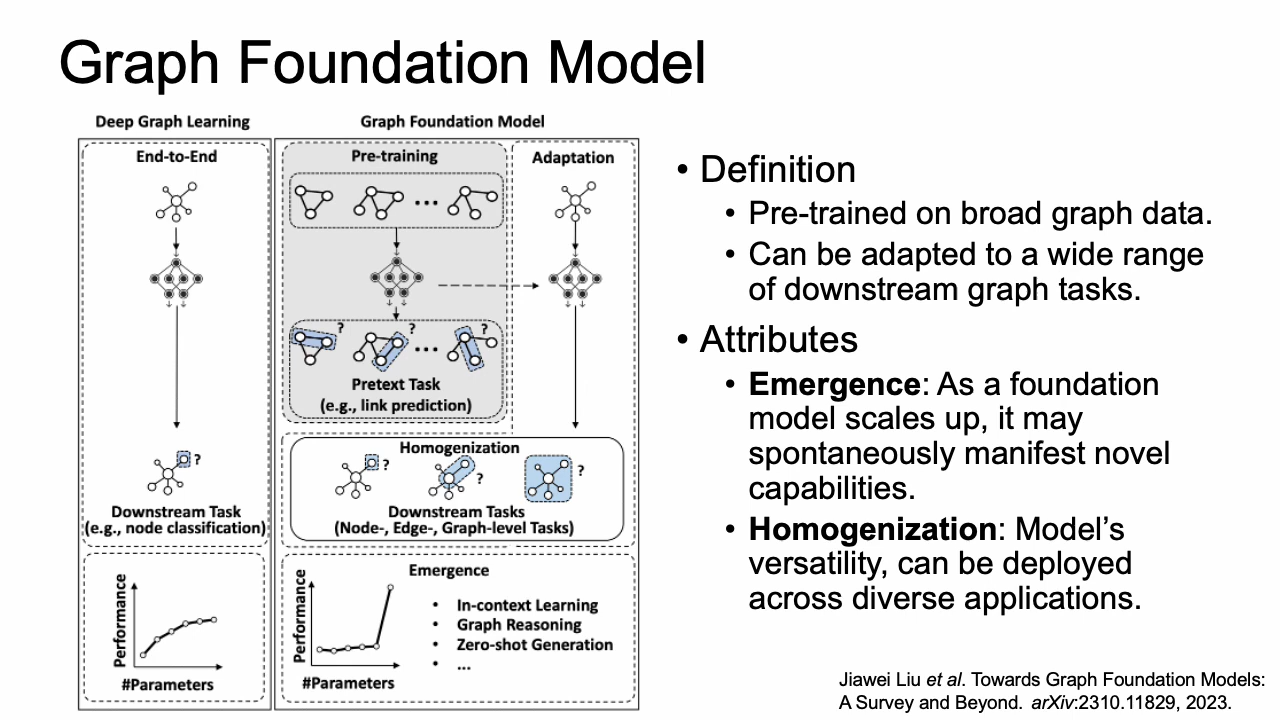 Graph Foundation Model
Deep Graph Learning
Graph Foundation Model
End-to-End
Pre-training
Adaptation
...
?
?
?
...
Pretext Task
(e.g., link prediction)
?
Downstream Task
(e.g., node classification)
Homogenization
?
?
?
Downstream Tasks
(Node-, Edge-, Graph-level Tasks)
Performance
#Parameters
Emergence
Performance
#Parameters
• In-context Learning
• Graph Reasoning
• Zero-shot Generation
• ...
• Definition
• Pre-trained on broad graph data.
• Can be adapted to a wide range
of downstream graph tasks.
• Attributes
• Emergence: As a foundation
model scales up, it may
spontaneously manifest novel
capabilities.
• Homogenization: Model’s
versatility, can be deployed
across diverse applications.
Jiawei Liu et al. Towards Graph Foundation Models:
A Survey and Beyond. arXiv:2310.11829, 2023.